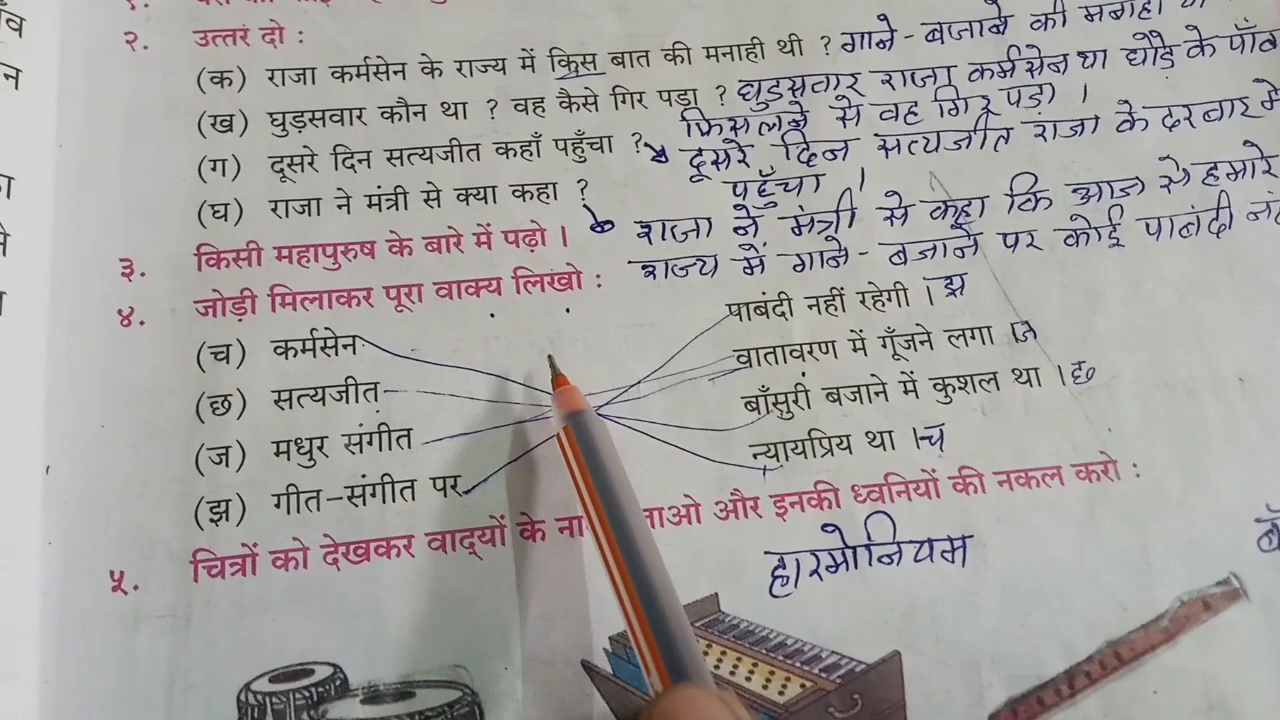 २. उत्तरं दो :
(क) राजा कर्मसेन के राज्य में किस बात की मनाही थी ? गाने - बजाने की मनाही
(ख) घुड़सवार कौन था ? वह कैसे गिर पड़ा ? घुडसवार राजा कर्मसेन था घोड़े के पाँव
फिसलने से वह गिर पड़ा ।
(ग) दूसरे दिन सत्यजीत कहाँ पहुँचा ? दूसरे दिन सत्यजीत राजा के दरबार में
पहुँचा ।
(घ) राजा ने मंत्री से क्या कहा ? राजा ने मंत्री से कहा कि आज से हमारे
राज्य में गाने - बजाने पर कोई पाबंदी
३. किसी महापुरुष के बारे में पढ़ो ।
४. जोड़ी मिलाकर पूरा वाक्य लिखो :
(च) कर्मसेन पाबंदी नहीं रहेगी । झ
(छ) सत्यजीत वातावरण में गूँजने लगा । ज
(ज) मधुर संगीत बाँसुरी बजाने में कुशल था । छ
(झ) गीत-संगीत पर न्यायप्रिय था । च
५. चित्रों को देखकर वाद्यों के और इनकी ध्वनियों की नकल करो :
हारमोनियम